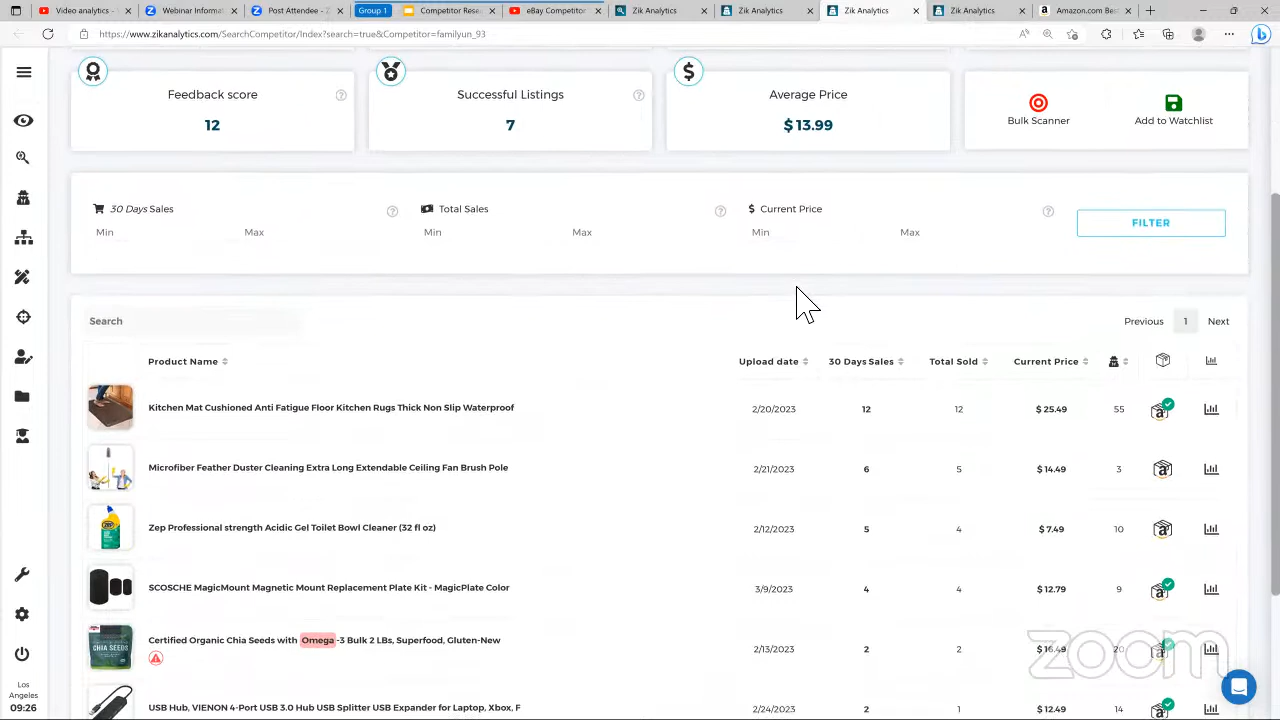 Video analytics
Webinar Informat
Post Attendee - Z
Group 1
Competitor Rese
eBay Competitor
Zik Analytics
Zik Analytics
Zik Analytics
Zik Analytics
https://www.zikanalytics.com/SearchCompetitor/Index?search=true&Competitor=familyun_93
Feedback score
12
Successful Listings
7
Average Price
$ 13.99
Bulk Scanner
Add to Watchlist
30 Days Sales
Min Max
Total Sales
Min Max
$ Current Price
Min Max
FILTER
Search
Previous 1 Next
Product Name Upload date 30 Days Sales Total Sold Current Price
Kitchen Mat Cushioned Anti Fatigue Floor Kitchen Rugs Thick Non Slip Waterproof 2/20/2023 12 12 $ 25.49 55
Microfiber Feather Duster Cleaning Extra Long Extendable Ceiling Fan Brush Pole 2/21/2023 6 5 $ 14.49 3
Zep Professional strength Acidic Gel Toilet Bowl Cleaner (32 fl oz) 2/12/2023 5 4 $ 7.49 10
SCOSCHE MagicMount Magnetic Mount Replacement Plate Kit - MagicPlate Color 3/9/2023 4 4 $ 12.79 9
Certified Organic Chia Seeds with Omega -3 Bulk 2 LBs, Superfood, Gluten-New 2/13/2023 2 2 $ 16.49 20
USB Hub, VIENON 4-Port USB 3.0 Hub USB Splitter USB Expander for Laptop, Xbox, F 2/24/2023 2 1 $ 12.49 14
zoom
Los
Angeles
09:26